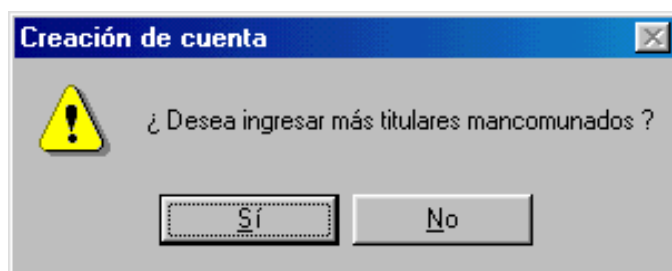 Creación de cuenta
¿ Desea ingresar más titulares mancomunados ?
Sí
No